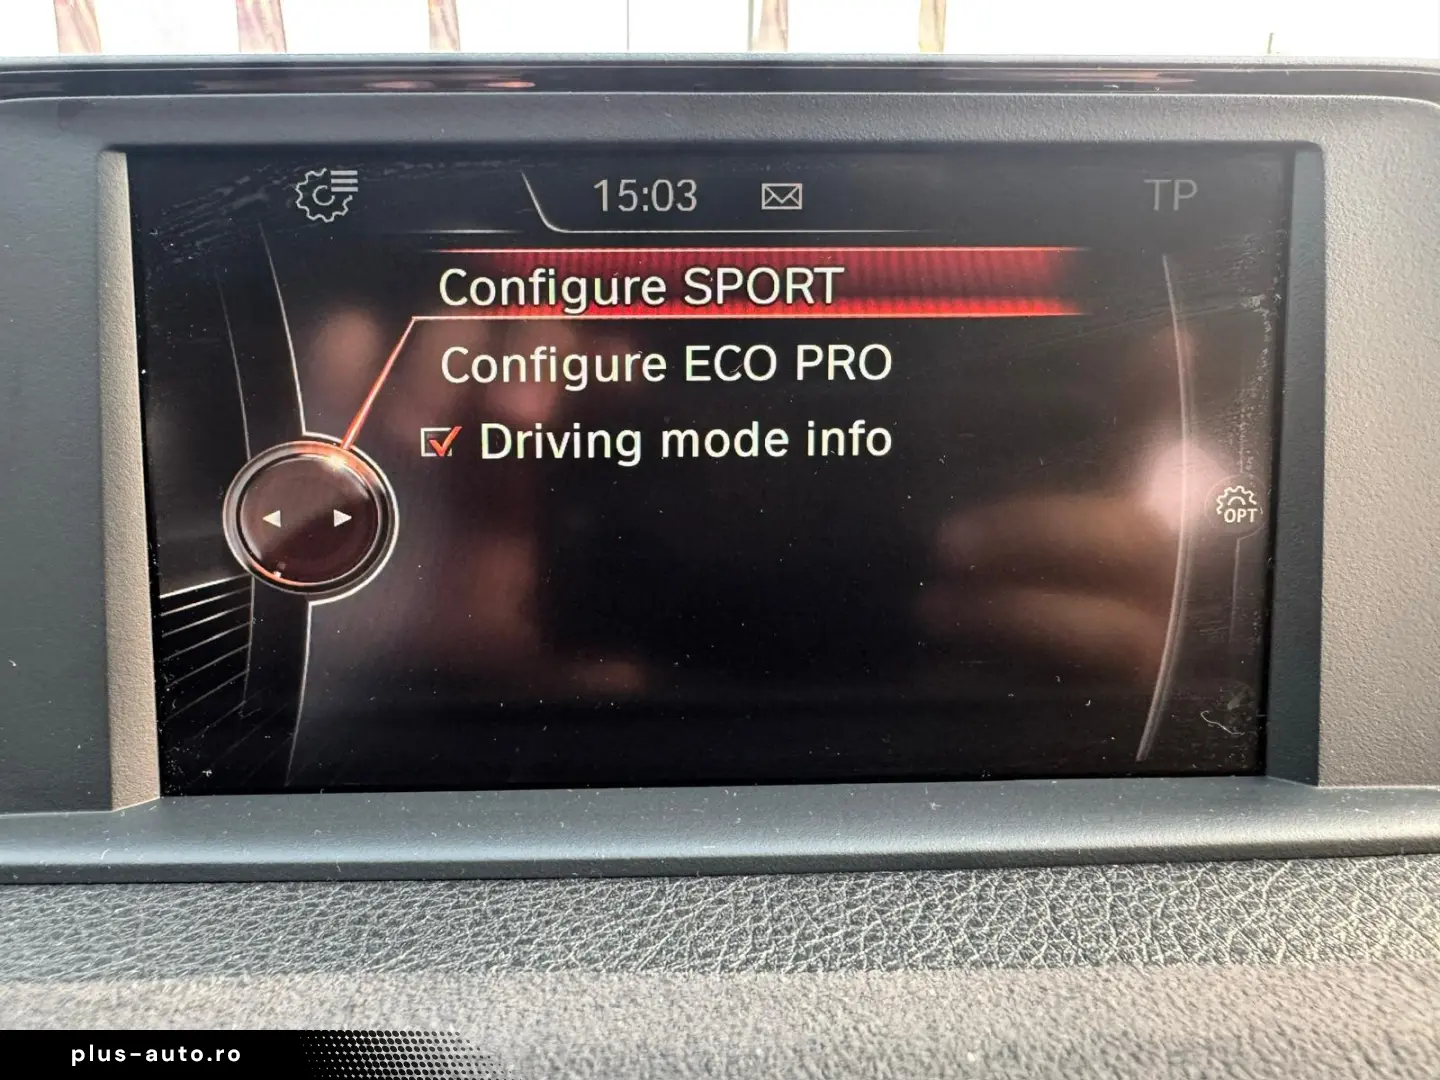 15:03
TP
Configure SPORT
Configure ECO PRO
Driving mode info
OPT
plus-auto.ro